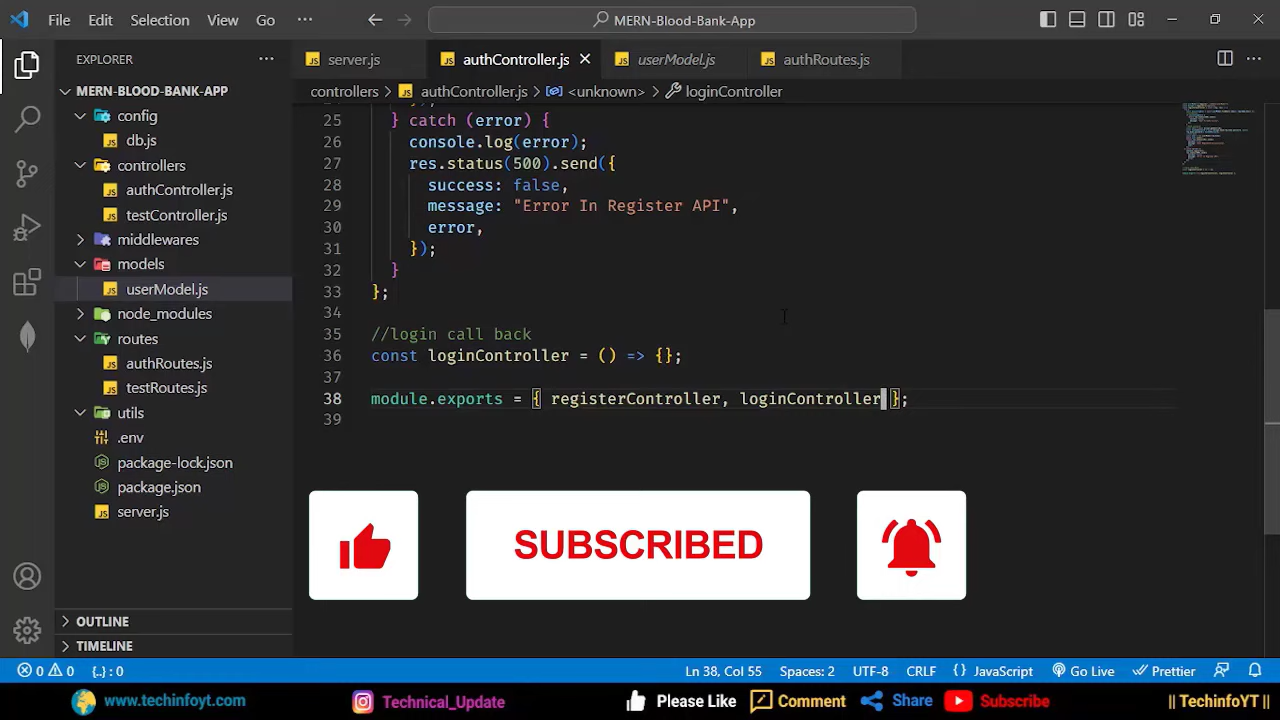 File Edit Selection View Go ··· MERN-Blood-Bank-App
EXPLORER ···
server.js authController.js userModel.js authRoutes.js
controllers > authController.js > <unknown> > loginController
MERN-BLOOD-BANK-APP
config
db.js
controllers
authController.js
testController.js
middlewares
models
userModel.js
node_modules
routes
authRoutes.js
testRoutes.js
utils
.env
package-lock.json
package.json
server.js
OUTLINE
TIMELINE
25 } catch (error) {
26 console.log(error);
27 res.status(500).send({
28 success: false,
29 message: "Error In Register API",
30 error,
31 });
32 }
33 };
34
35 //login call back
36 const loginController = () => {};
37
38 module.exports = { registerController, loginController };
39
SUBSCRIBED
0 0 {..} : 0 Ln 38, Col 55 Spaces: 2 UTF-8 CRLF {} JavaScript Go Live Prettier
www.techinfoyt.com Technical_Update Please Like Comment Share Subscribe || TechinfoYT ||